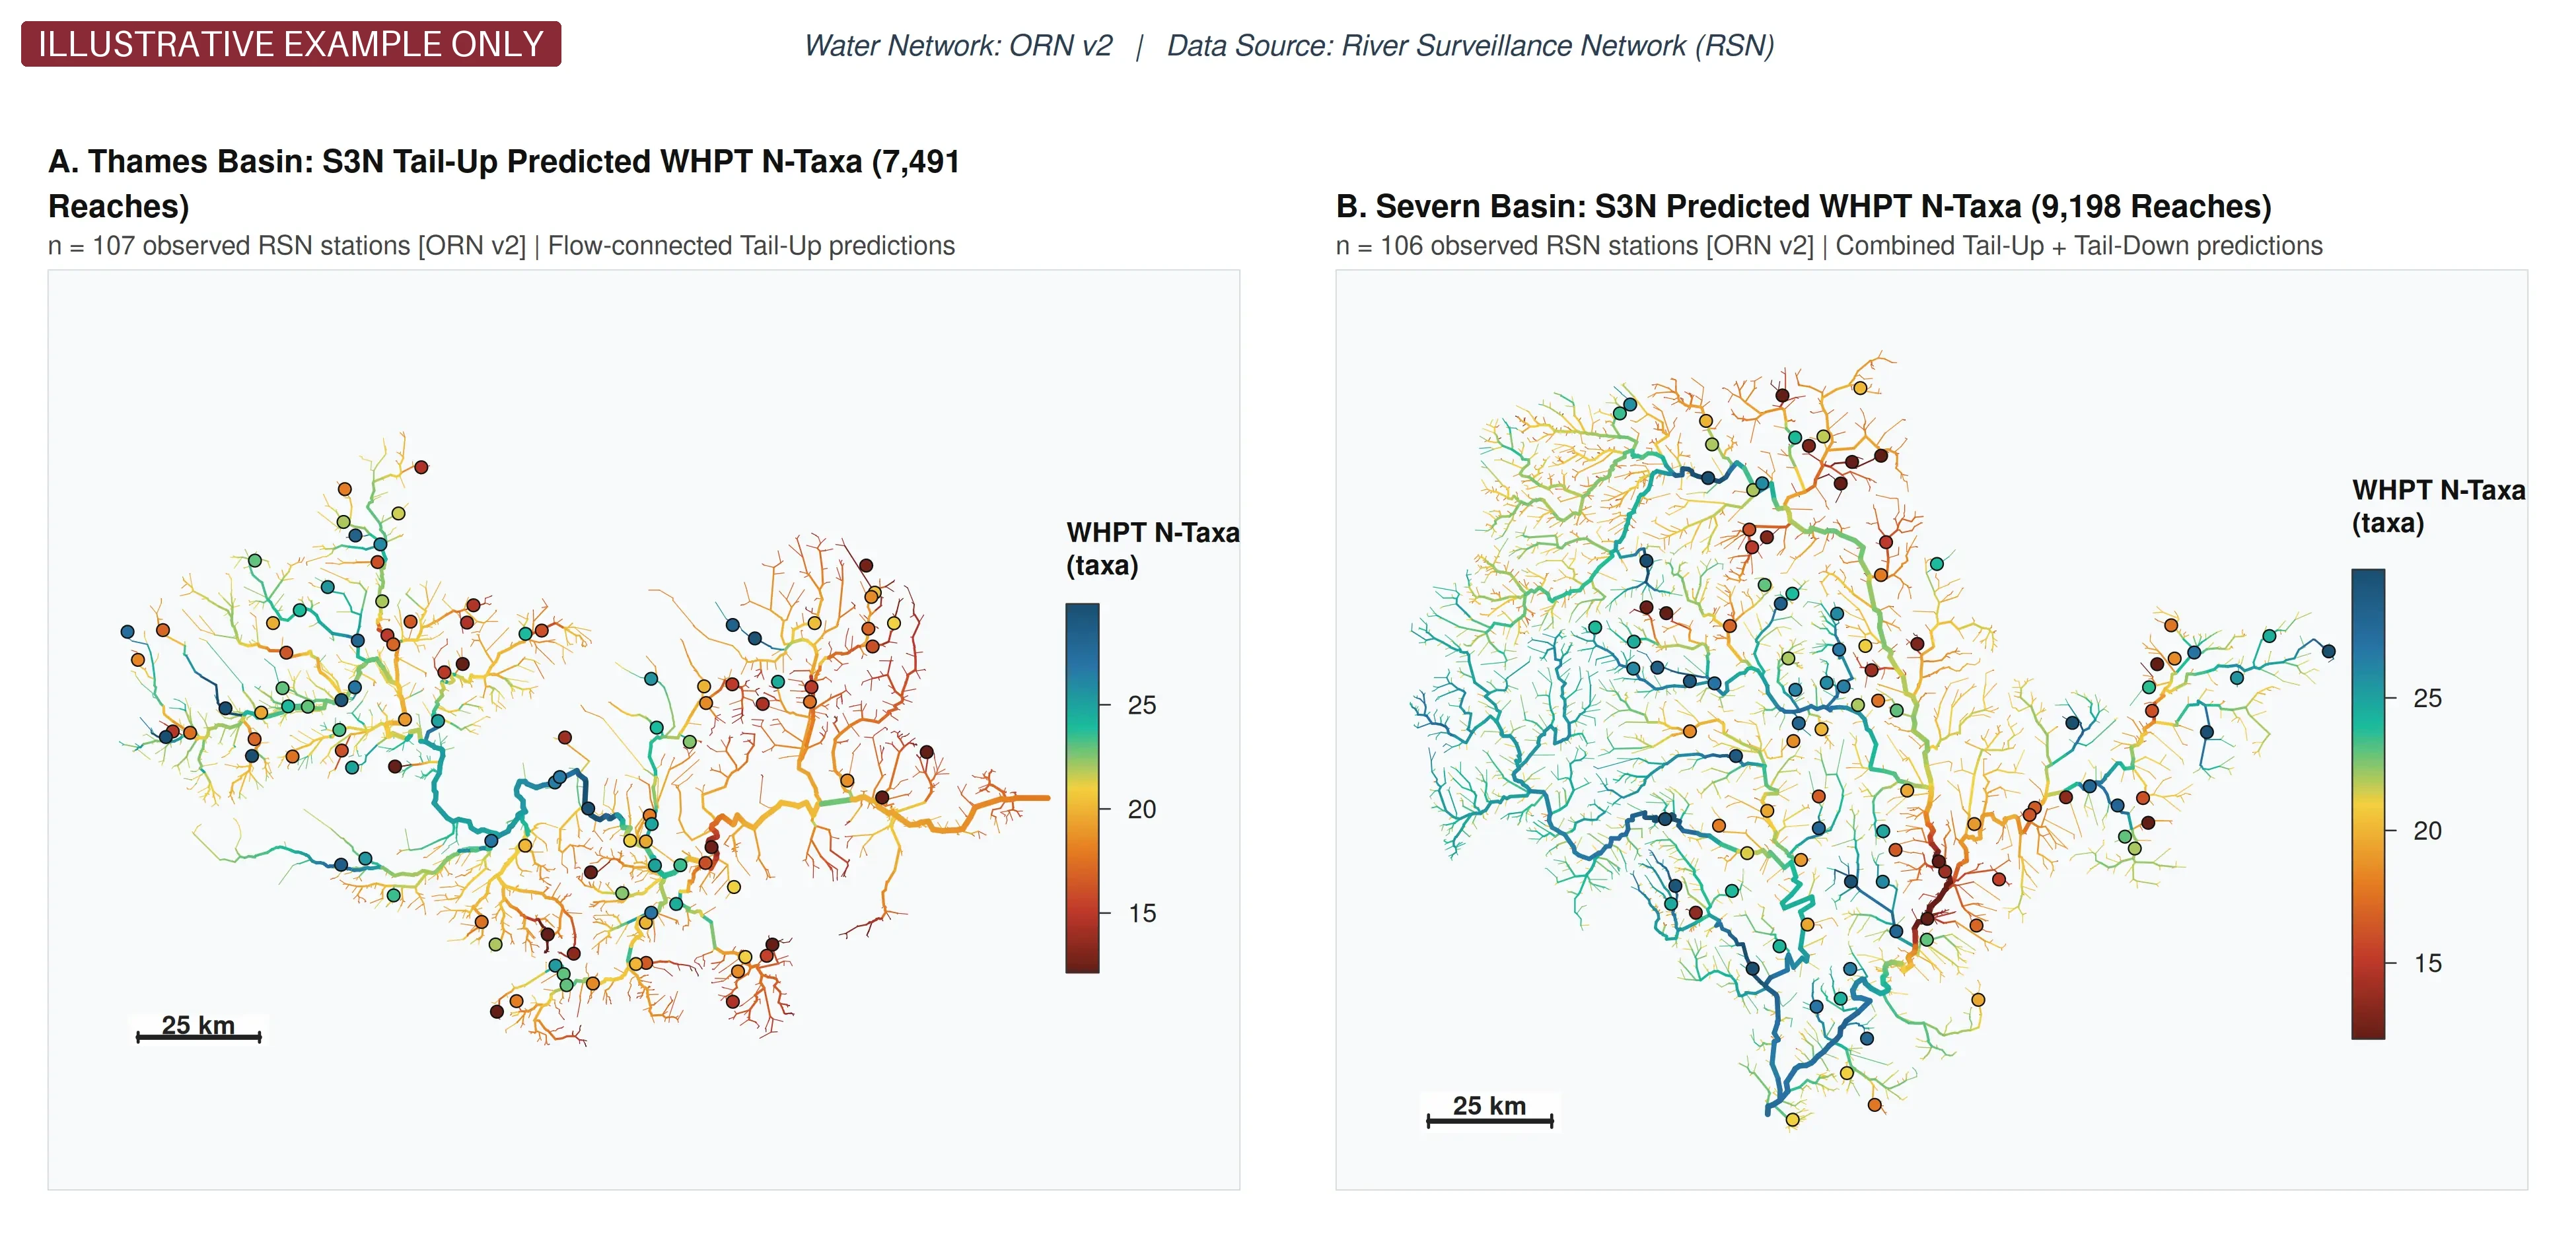 ILLUSTRATIVE EXAMPLE ONLY
Water Network: ORN v2 | Data Source: River Surveillance Network (RSN)
A. Thames Basin: S3N Tail-Up Predicted WHPT N-Taxa (7,491
Reaches)
n = 107 observed RSN stations [ORN v2] | Flow-connected Tail-Up predictions
WHPT N-Taxa
(taxa)
25
20
15
25 km
B. Severn Basin: S3N Predicted WHPT N-Taxa (9,198 Reaches)
n = 106 observed RSN stations [ORN v2] | Combined Tail-Up + Tail-Down predictions
WHPT N-Taxa
(taxa)
25
20
15
25 km